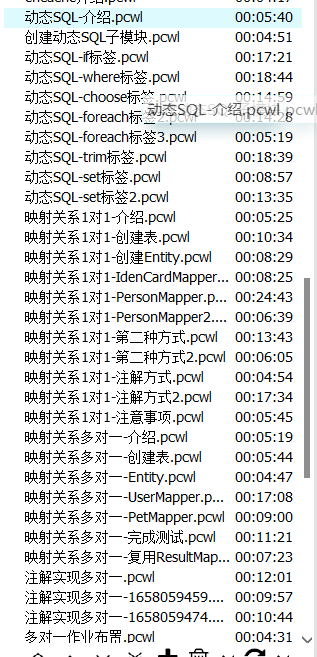 动态SQL-介绍.pcwl 00:05:40
创建动态SQL子模块.pcwl 00:04:51
动态SQL-if标签.pcwl 00:17:21
动态SQL-where标签.pcwl 00:18:44
动态SQL-choose标签.pcwl 00:14:59
动态SQL-介绍.pcwl.pcwl
动态SQL-foreach标签2.pcwl 00:14:28
动态SQL-foreach标签3.pcwl 00:05:19
动态SQL-trim标签.pcwl 00:18:39
动态SQL-set标签.pcwl 00:08:57
动态SQL-set标签2.pcwl 00:13:35
映射关系1对1-介绍.pcwl 00:05:25
映射关系1对1-创建表.pcwl 00:10:34
映射关系1对1-创建Entity.pcwl 00:08:29
映射关系1对1-IdenCardMapper... 00:08:25
映射关系1对1-PersonMapper.p... 00:24:43
映射关系1对1-PersonMapper2.... 00:06:39
映射关系1对1-第二种方式.pcwl 00:13:43
映射关系1对1-第二种方式2.pcwl 00:06:05
映射关系1对1-注解方式.pcwl 00:04:54
映射关系1对1-注解方式2.pcwl 00:17:34
映射关系1对1-注意事项.pcwl 00:05:45
映射关系多对一-介绍.pcwl 00:05:19
映射关系多对一-创建表.pcwl 00:05:44
映射关系多对一-Entity.pcwl 00:04:47
映射关系多对一-UserMapper.p... 00:17:08
映射关系多对一-PetMapper.pcwl 00:09:00
映射关系多对一-完成测试.pcwl 00:11:21
映射关系多对一-复用ResultMap... 00:07:23
注解实现多对一.pcwl 00:12:01
注解实现多对一-1658059459.... 00:09:57
注解实现多对一-1658059474.... 00:10:44
多对一作业布置.pcwl 00:04:31